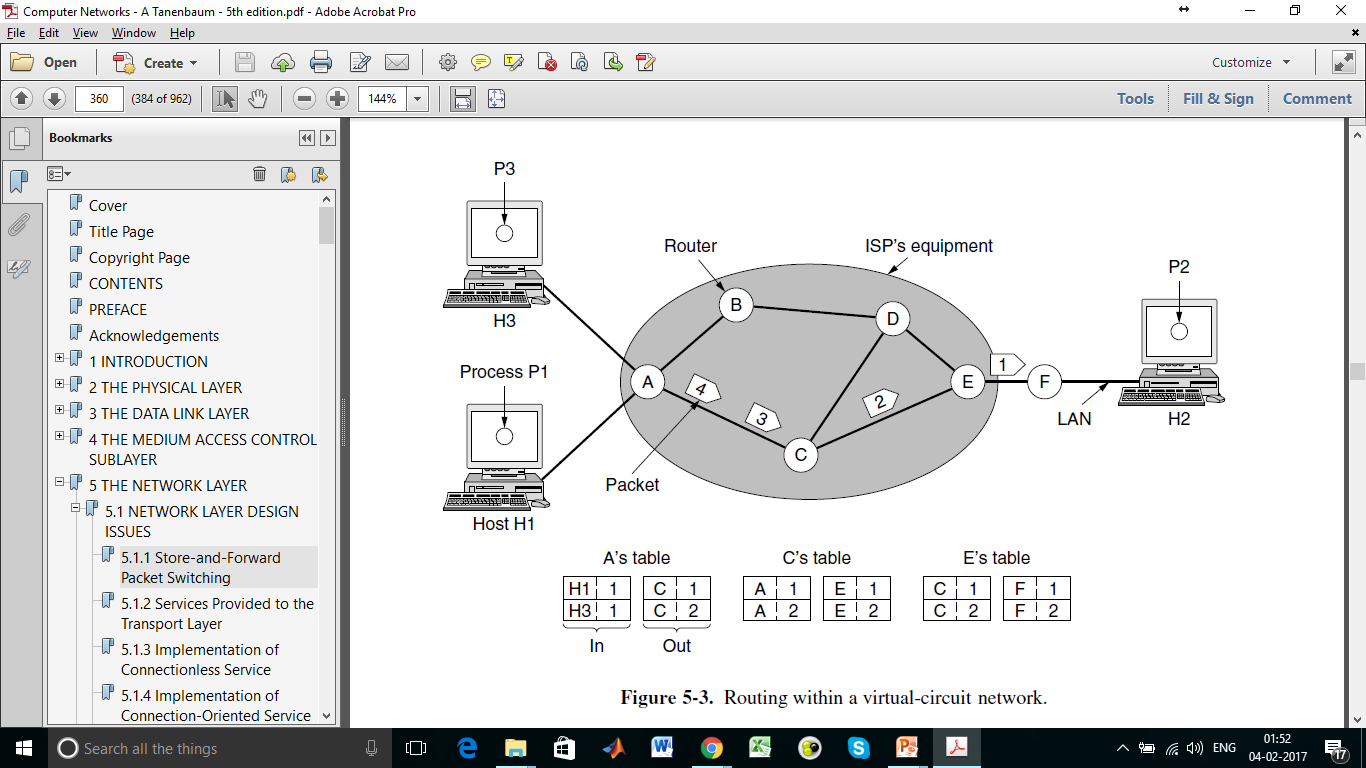 Computer Networks - A Tanenbaum - 5th edition.pdf - Adobe Acrobat Pro
File Edit View Window Help
Open Create Customize
360 (384 of 962) 144% Tools Fill & Sign Comment
Bookmarks
Cover
Title Page
Copyright Page
CONTENTS
PREFACE
Acknowledgements
1 INTRODUCTION
2 THE PHYSICAL LAYER
3 THE DATA LINK LAYER
4 THE MEDIUM ACCESS CONTROL
SUBLAYER
5 THE NETWORK LAYER
5.1 NETWORK LAYER DESIGN
ISSUES
5.1.1 Store-and-Forward
Packet Switching
5.1.2 Services Provided to the
Transport Layer
5.1.3 Implementation of
Connectionless Service
5.1.4 Implementation of
Connection-Oriented Service
P3
H3
Process P1
Host H1
Router
ISP's equipment
P2
B
D
A
4
3
2
E
1
F
C
Packet
LAN
H2
A's table C's table E's table
H1 1 C 1 A 1 E 1 C 1 F 1
H3 1 C 2 A 2 E 2 C 2 F 2
In Out
Figure 5-3. Routing within a virtual-circuit network.
Search all the things
ENG
01:52
04-02-2017
17